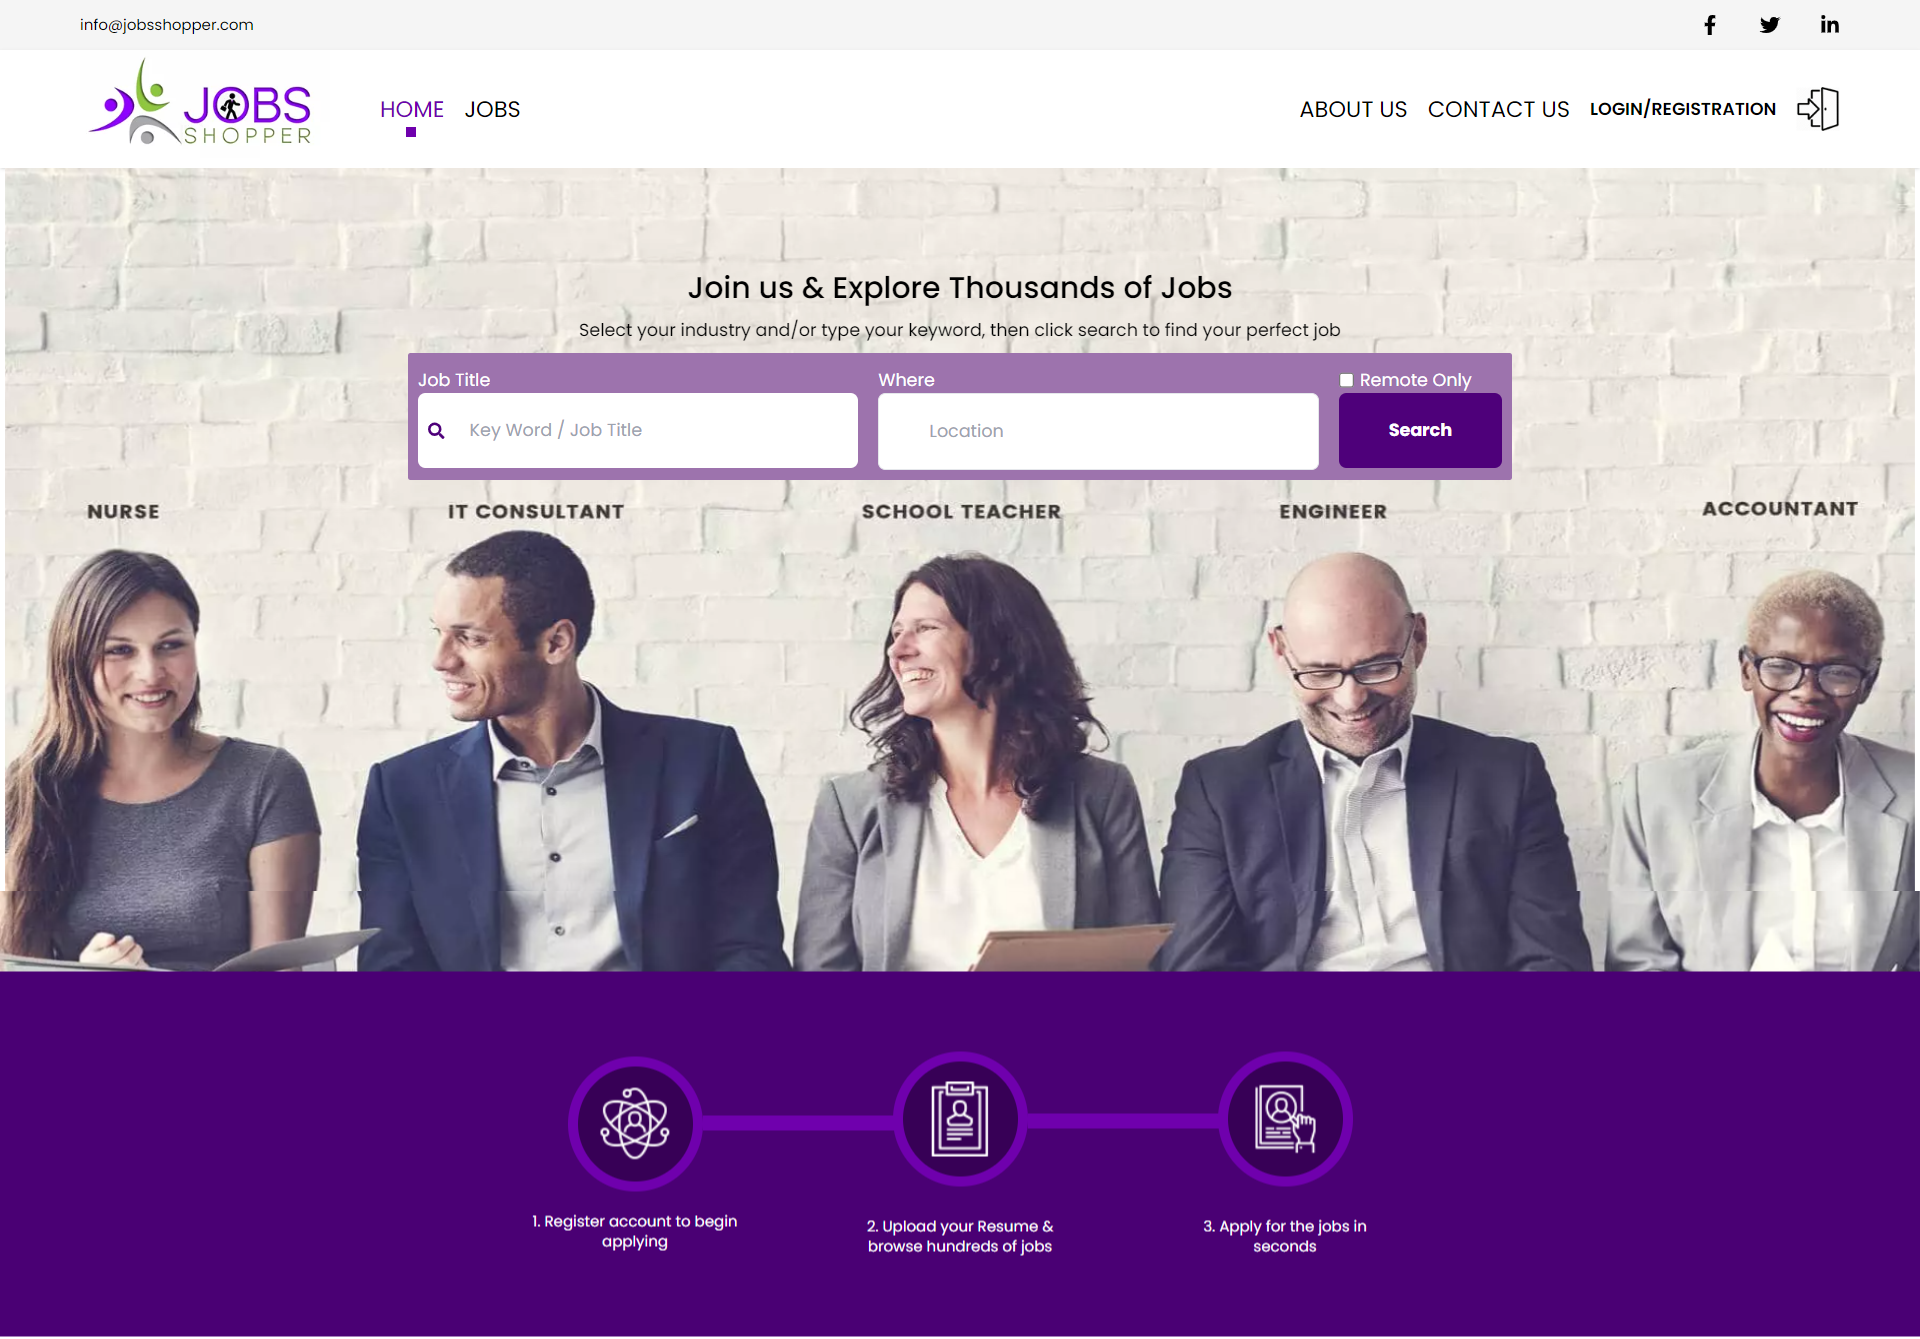 info@jobsshopper.com
JOBS
SHOPPER
HOME JOBS
ABOUT US CONTACT US LOGIN/REGISTRATION
Join us & Explore Thousands of Jobs
Select your industry and/or type your keyword, then click search to find your perfect job
Job Title
Where
Remote Only
Key Word / Job Title
Location
Search
NURSE
IT CONSULTANT
SCHOOL TEACHER
ENGINEER
ACCOUNTANT
1. Register account to begin
applying
2. Upload your Resume &
browse hundreds of jobs
3. Apply for the jobs in
seconds